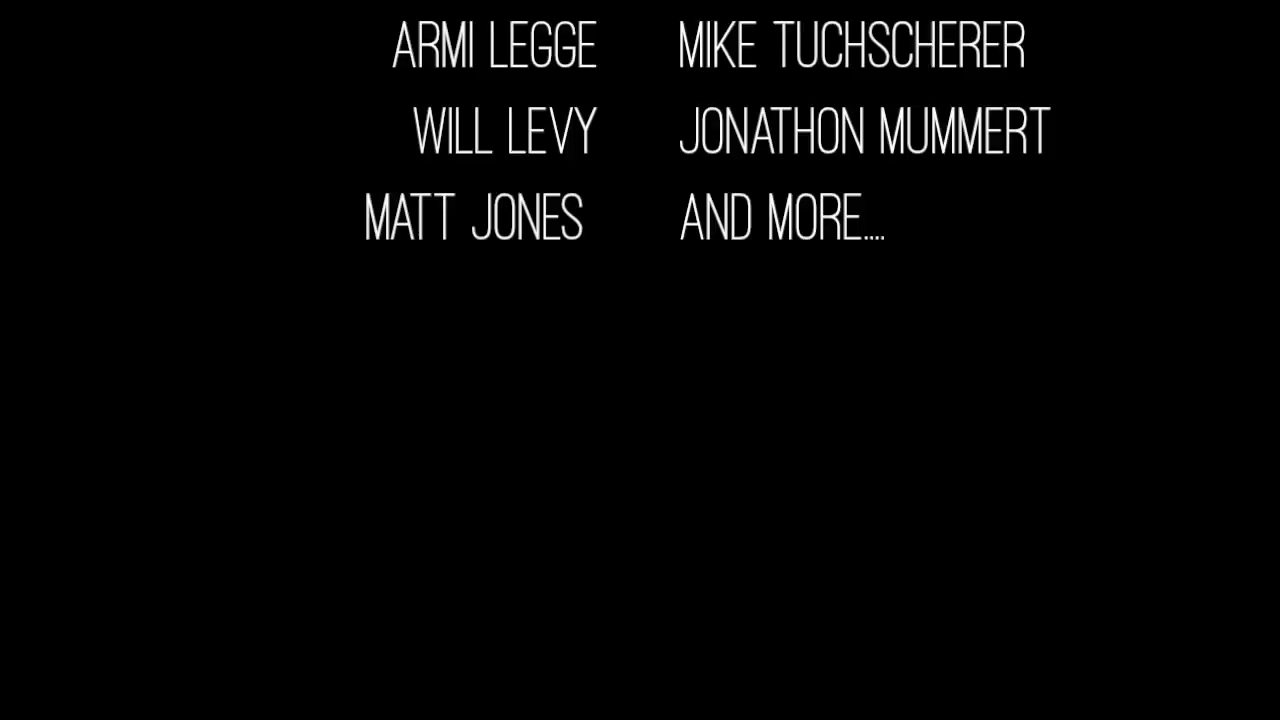 ARMI LEGGE MIKE TUCHSCHERER
WILL LEVY JONATHON MUMMERT
MATT JONES AND MORE....